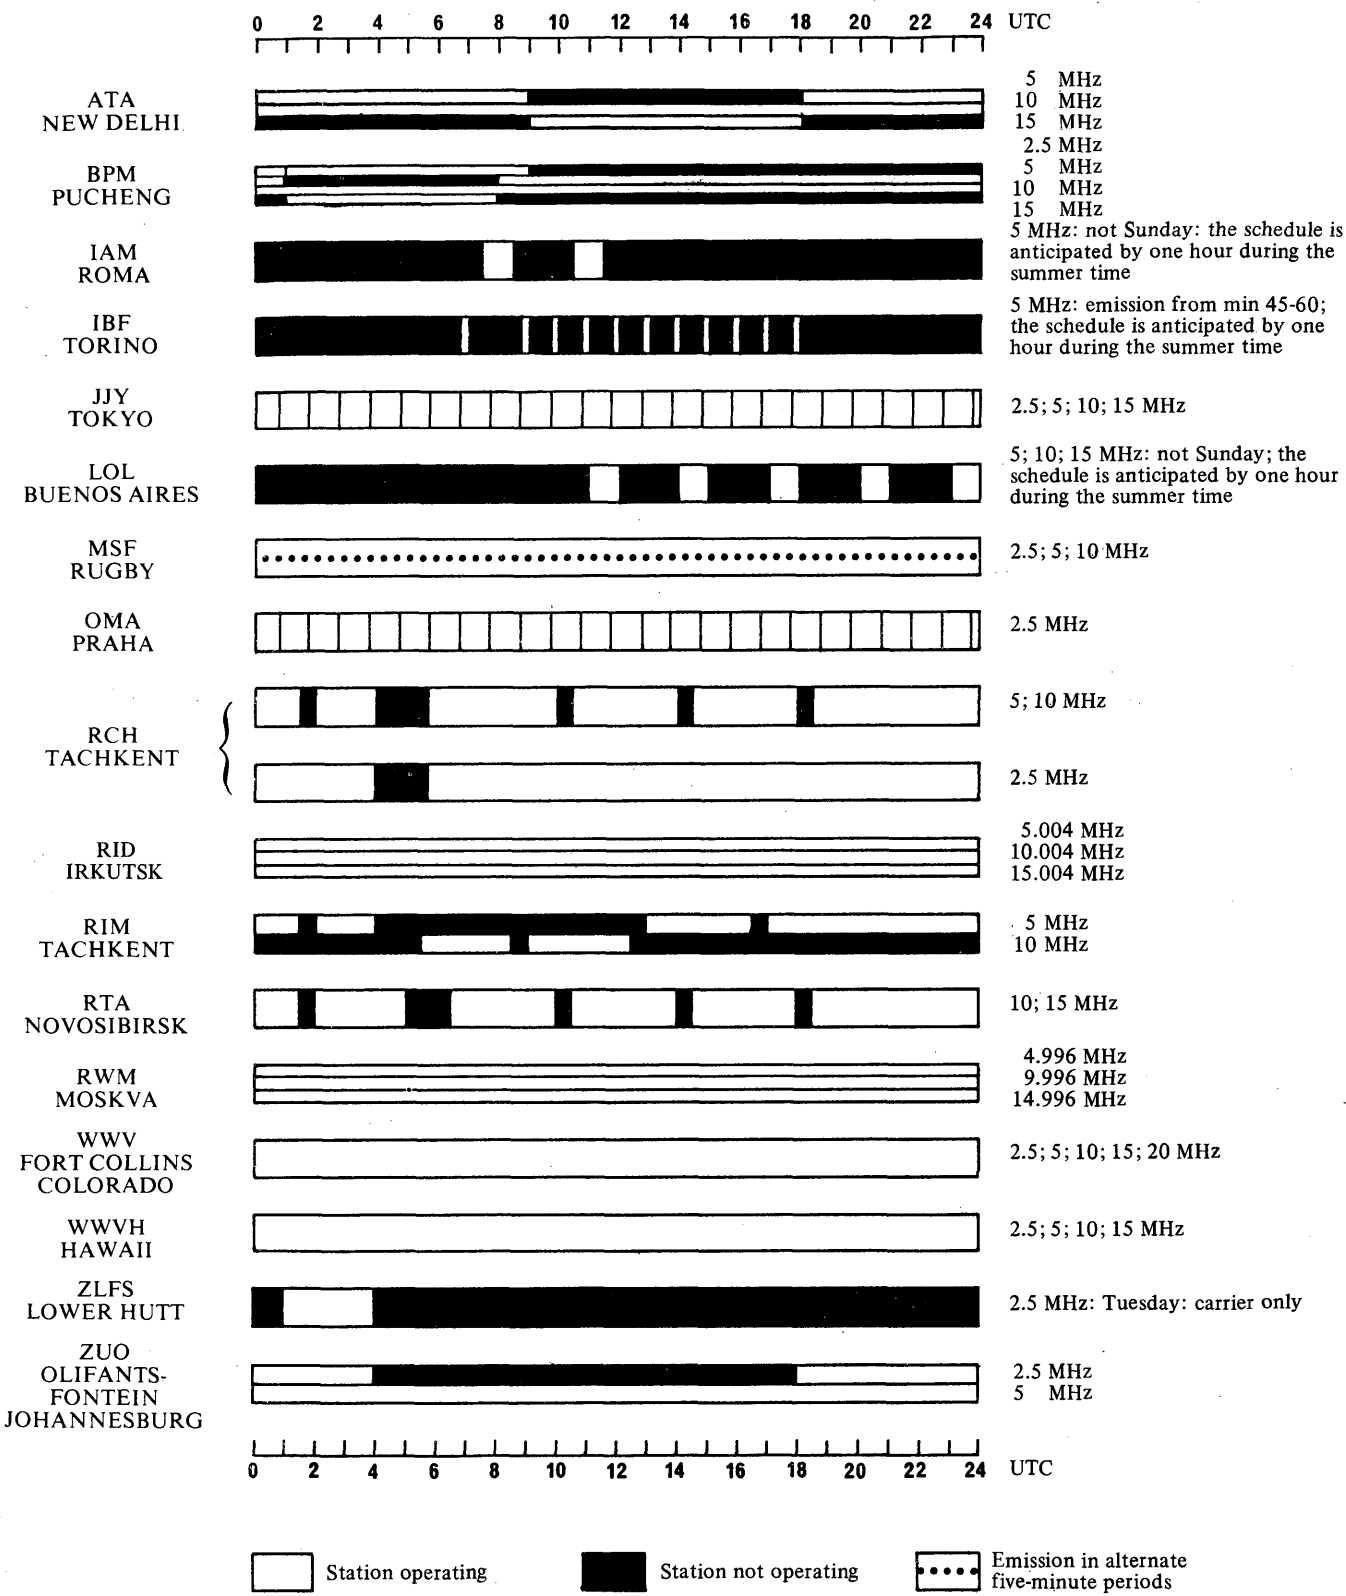 0 2 4 6 8 10 12 14 16 18 20 22 24 UTC
ATA
NEW DELHI
5 MHz
10 MHz
15 MHz
BPM
PUCHENG
2.5 MHz
5 MHz
10 MHz
15 MHz
IAM
ROMA
5 MHz: not Sunday: the schedule is
anticipated by one hour during the
summer time
IBF
TORINO
5 MHz: emission from min 45-60;
the schedule is anticipated by one
hour during the summer time
JJY
TOKYO
2.5; 5; 10; 15 MHz
LOL
BUENOS AIRES
5; 10; 15 MHz: not Sunday; the
schedule is anticipated by one hour
during the summer time
MSF
RUGBY
2.5; 5; 10 MHz
OMA
PRAHA
2.5 MHz
RCH
TACHKENT
5; 10 MHz
2.5 MHz
RID
IRKUTSK
5.004 MHz
10.004 MHz
15.004 MHz
RIM
TACHKENT
5 MHz
10 MHz
RTA
NOVOSIBIRSK
10; 15 MHz
RWM
MOSKVA
4.996 MHz
9.996 MHz
14.996 MHz
WWV
FORT COLLINS
COLORADO
2.5; 5; 10; 15; 20 MHz
WWVH
HAWAII
2.5; 5; 10; 15 MHz
ZLFS
LOWER HUTT
2.5 MHz: Tuesday: carrier only
ZUO
OLIFANTS-
FONTEIN
JOHANNESBURG
2.5 MHz
5 MHz
0 2 4 6 8 10 12 14 16 18 20 22 24 UTC
Station operating
Station not operating
Emission in alternate
five-minute periods